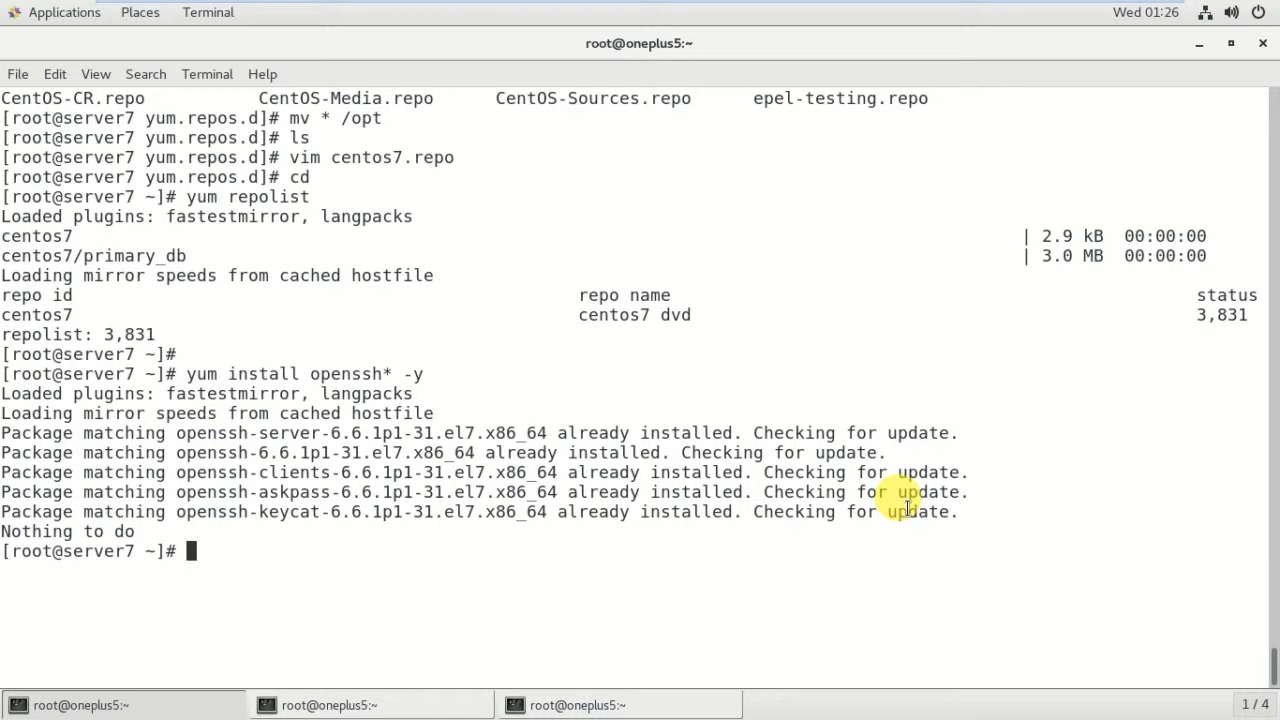 Applications Places Terminal Wed 01:26
root@oneplus5:~
File Edit View Search Terminal Help
CentOS-CR.repo CentOS-Media.repo CentOS-Sources.repo epel-testing.repo
[root@server7 yum.repos.d]# mv * /opt
[root@server7 yum.repos.d]# ls
[root@server7 yum.repos.d]# vim centos7.repo
[root@server7 yum.repos.d]# cd
[root@server7 ~]# yum repolist
Loaded plugins: fastestmirror, langpacks
centos7 | 2.9 kB 00:00:00
centos7/primary_db | 3.0 MB 00:00:00
Loading mirror speeds from cached hostfile
repo id repo name status
centos7 centos7 dvd 3,831
repolist: 3,831
[root@server7 ~]#
[root@server7 ~]# yum install openssh* -y
Loaded plugins: fastestmirror, langpacks
Loading mirror speeds from cached hostfile
Package matching openssh-server-6.6.1p1-31.el7.x86_64 already installed. Checking for update.
Package matching openssh-6.6.1p1-31.el7.x86_64 already installed. Checking for update.
Package matching openssh-clients-6.6.1p1-31.el7.x86_64 already installed. Checking for update.
Package matching openssh-askpass-6.6.1p1-31.el7.x86_64 already installed. Checking for update.
Package matching openssh-keycat-6.6.1p1-31.el7.x86_64 already installed. Checking for update.
Nothing to do
[root@server7 ~]#
root@oneplus5:~ root@oneplus5:~ root@oneplus5:~ 1 / 4